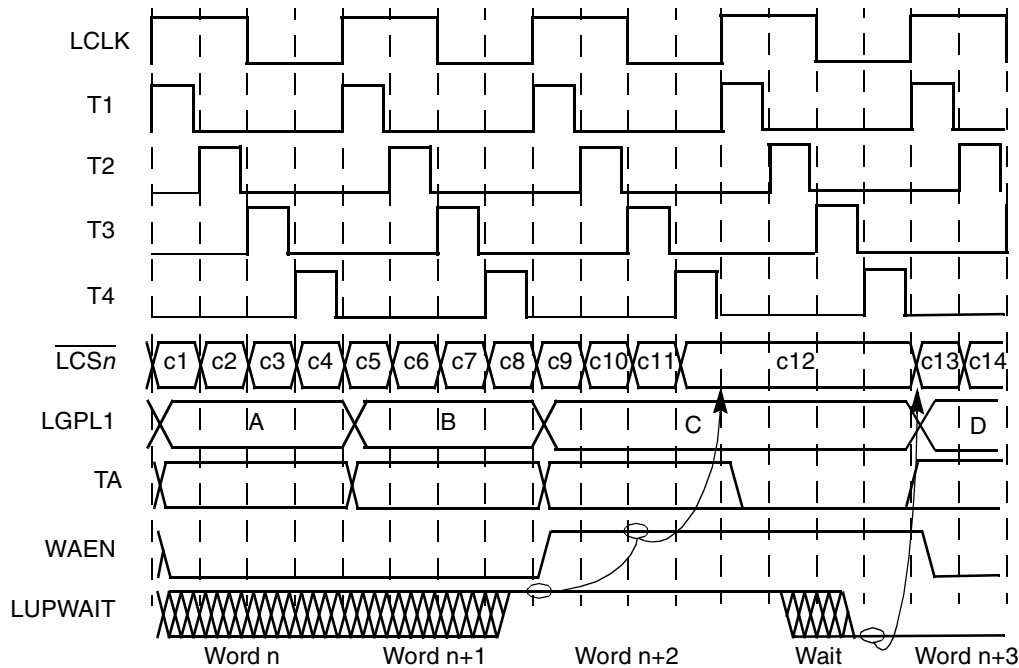 LCLK
T1
T2
T3
T4
LCSn c1 c2 c3 c4 c5 c6 c7 c8 c9 c10 c11 c12 c13 c14
LGPL1 A B C D
TA
WAEN
LUPWAIT
Word n Word n+1 Word n+2 Wait Word n+3